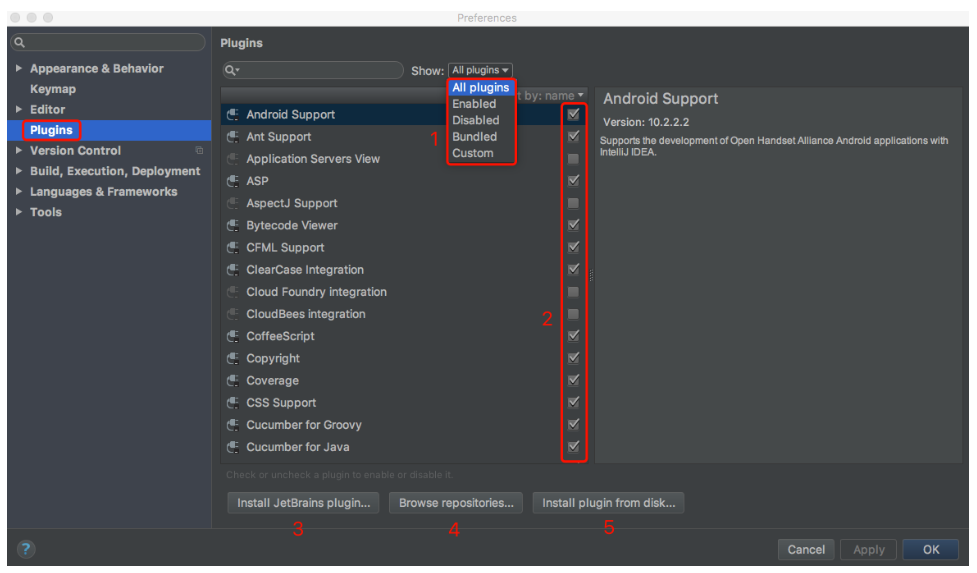 Preferences
Plugins
Show: All plugins
Appearance & Behavior
Keymap
Editor
Plugins
Version Control
Build, Execution, Deployment
Languages & Frameworks
Tools
All plugins
Enabled
Disabled
Bundled
Custom
1
by: name
Android Support
Ant Support
Application Servers View
ASP
AspectJ Support
Bytecode Viewer
CFML Support
ClearCase Integration
Cloud Foundry integration
CloudBees integration
CoffeeScript
Copyright
Coverage
CSS Support
Cucumber for Groovy
Cucumber for Java
2
Android Support
Version: 10.2.2.2
Supports the development of Open Handset Alliance Android applications with
IntelliJ IDEA.
Check or uncheck a plugin to enable or disable it.
Install JetBrains plugin...
Browse repositories...
Install plugin from disk...
3
4
5
?
Cancel
Apply
OK